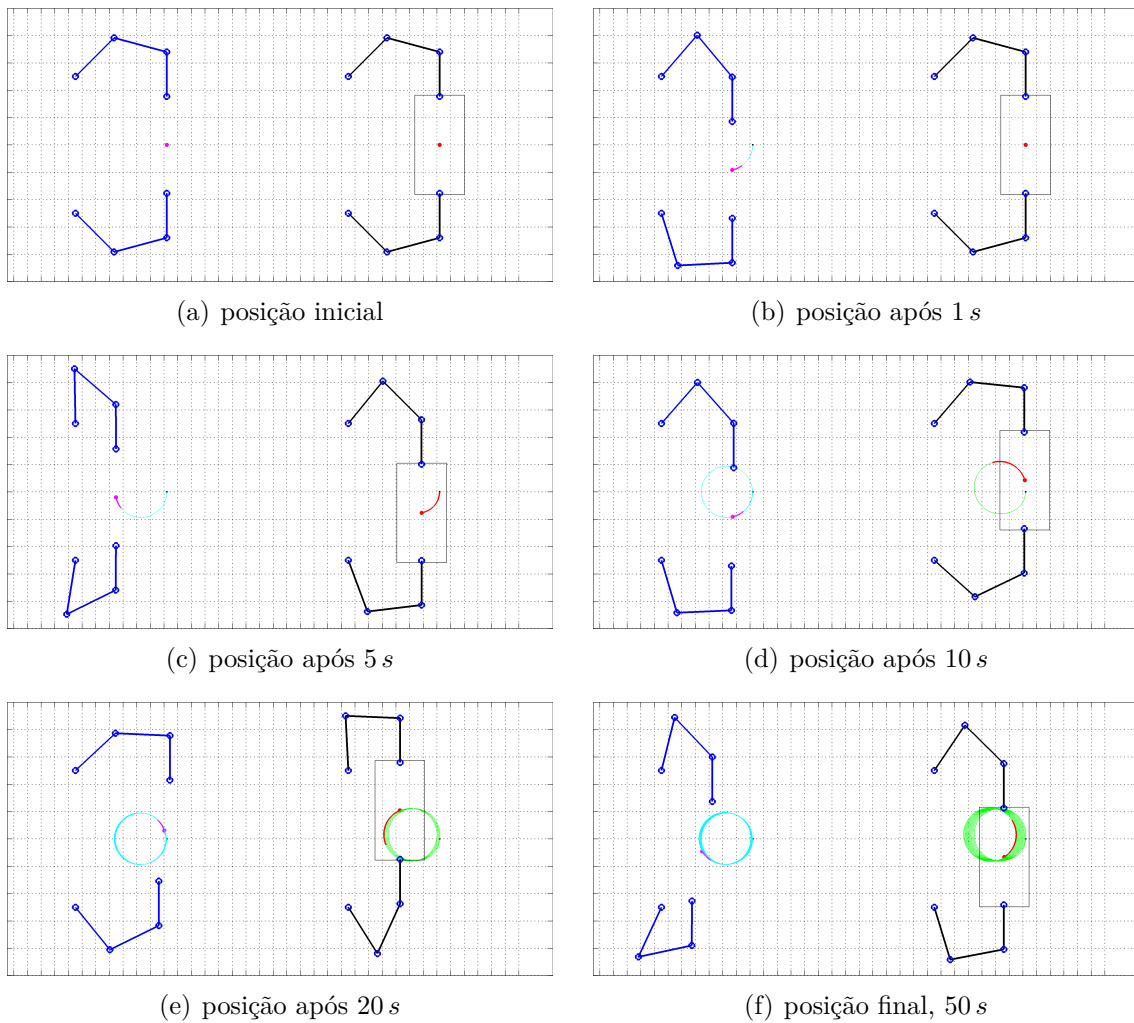 (a) posição inicial
(b) posição após 1 s
(c) posição após 5 s
(d) posição após 10 s
(e) posição após 20 s
(f) posição final, 50 s